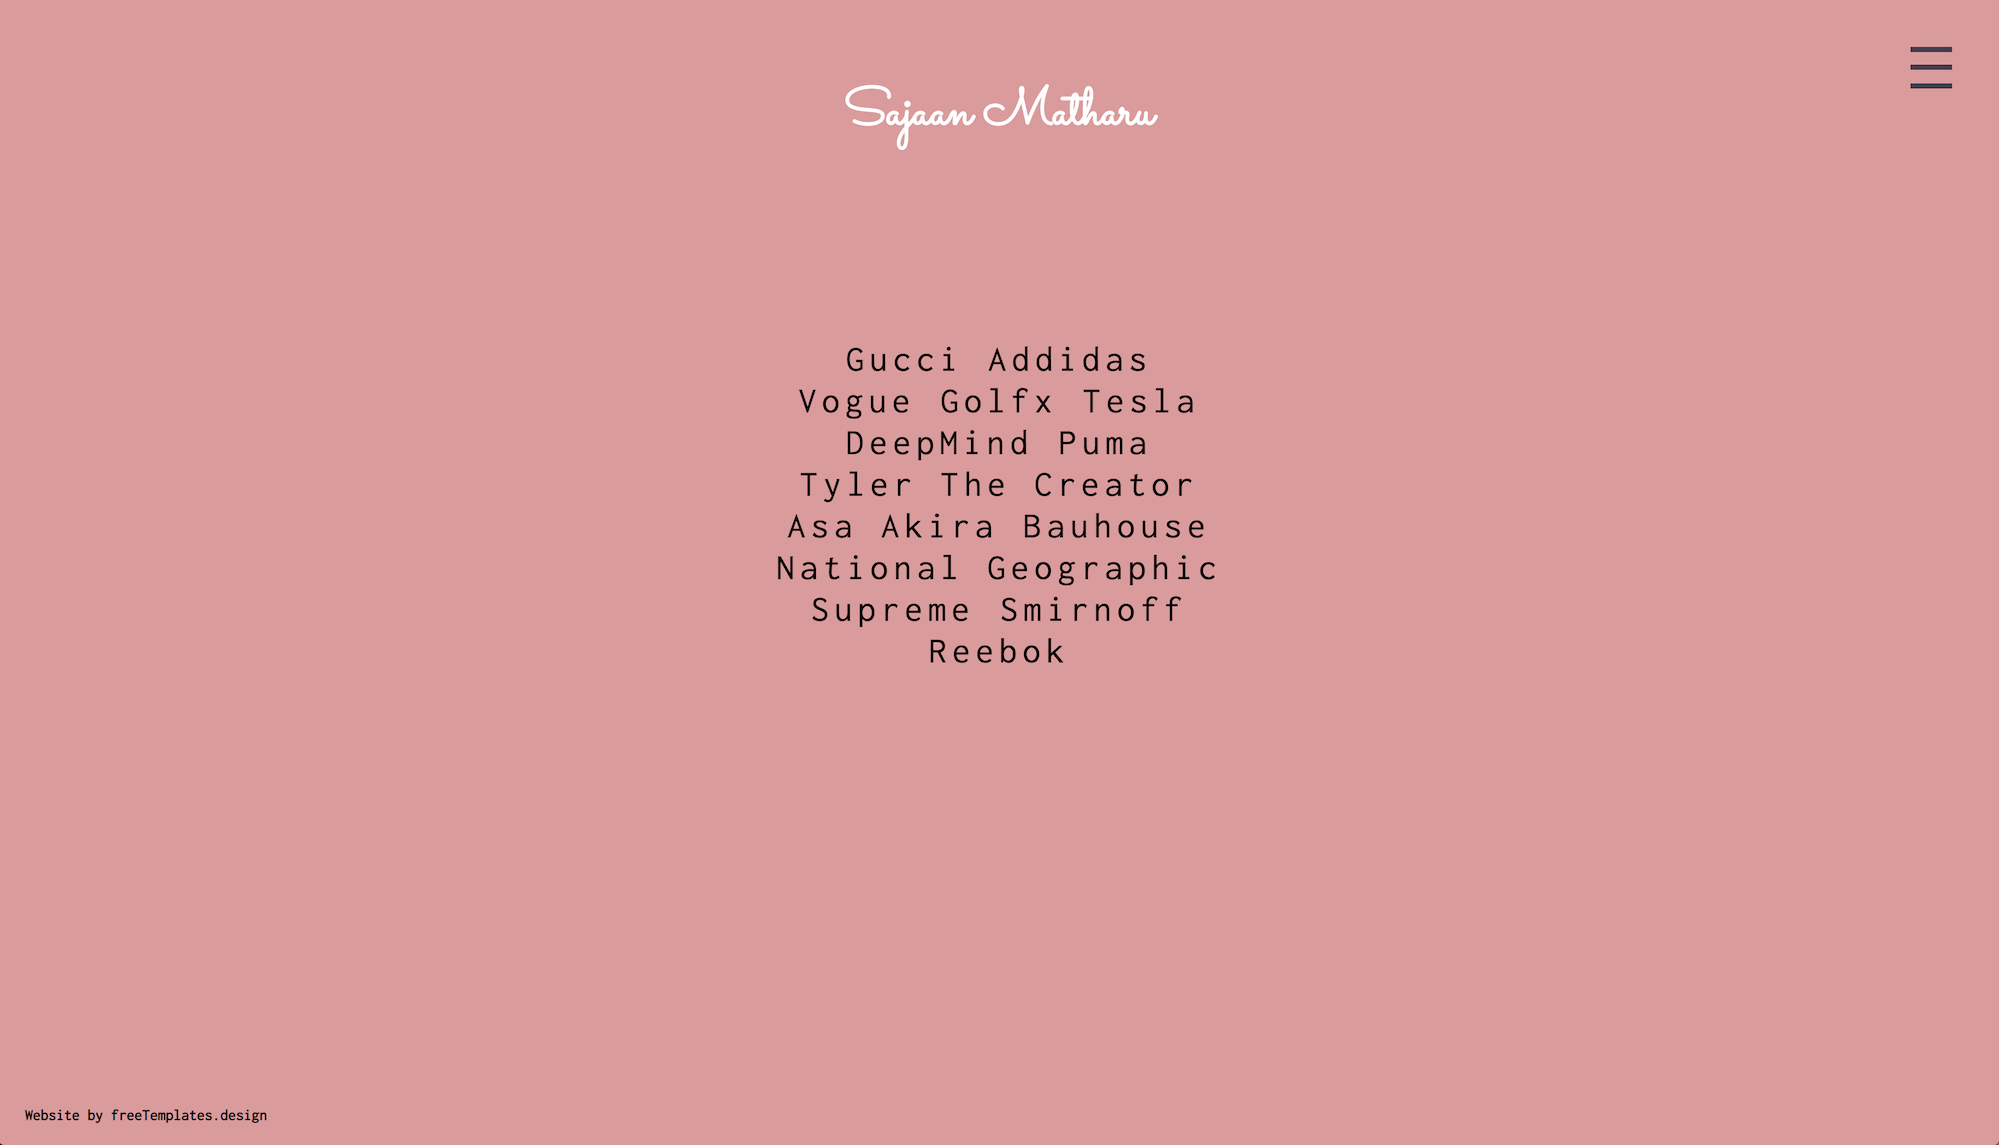 Sajaan Matharu
Gucci Addidas
Vogue Golfx Tesla
DeepMind Puma
Tyler The Creator
Asa Akira Bauhouse
National Geographic
Supreme Smirnoff
Reebok
Website by freeTemplates.design